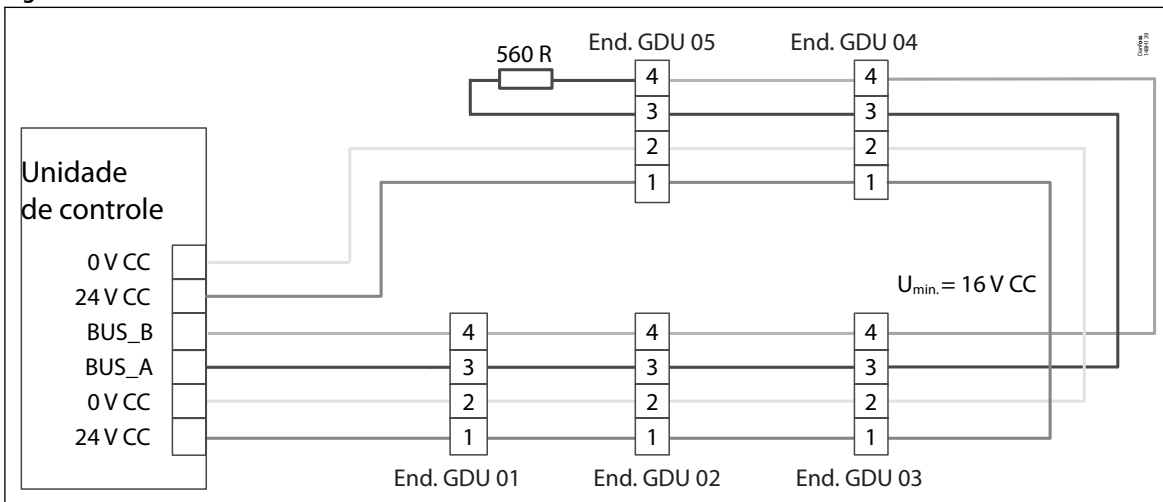 560 R
End. GDU 05
End. GDU 04
4
3
2
1
4
3
2
1
Danfoss
Unidade
de controle
0 V CC
24 V CC
BUS_B
BUS_A
0 V CC
24 V CC
Umin.= 16 V CC
4
3
2
1
4
3
2
1
4
3
2
1
End. GDU 01
End. GDU 02
End. GDU 03